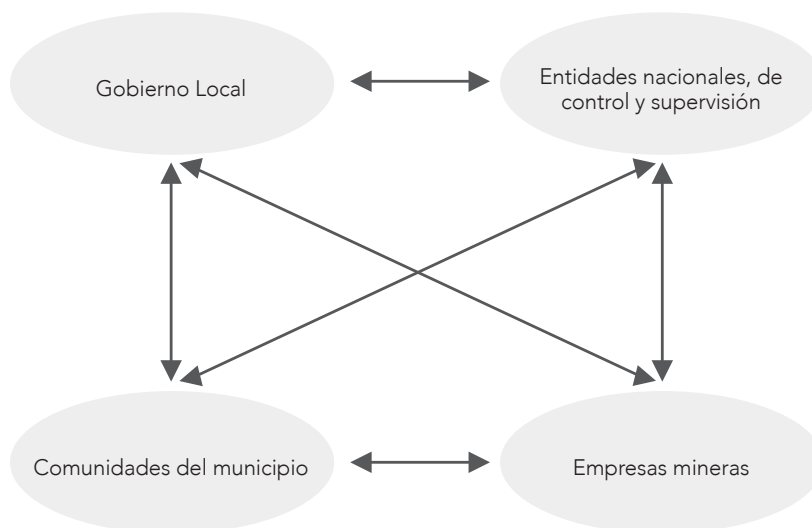 Gobierno Local
Entidades nacionales, de
control y supervisión
Comunidades del municipio
Empresas mineras